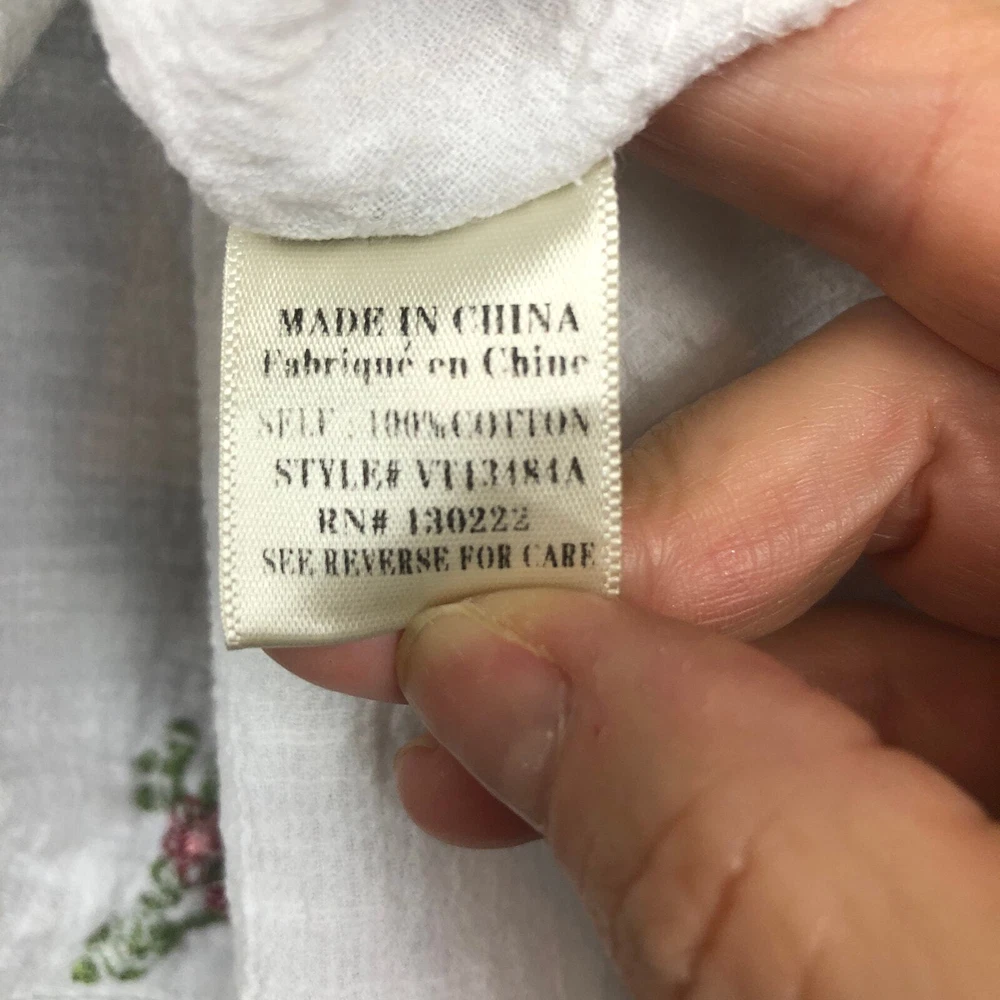 MADE IN CHINA
Fabriqué en Chine
SELF : 100% COTTON
STYLE# VT13484A
RN# 130222
SEE REVERSE FOR CARE